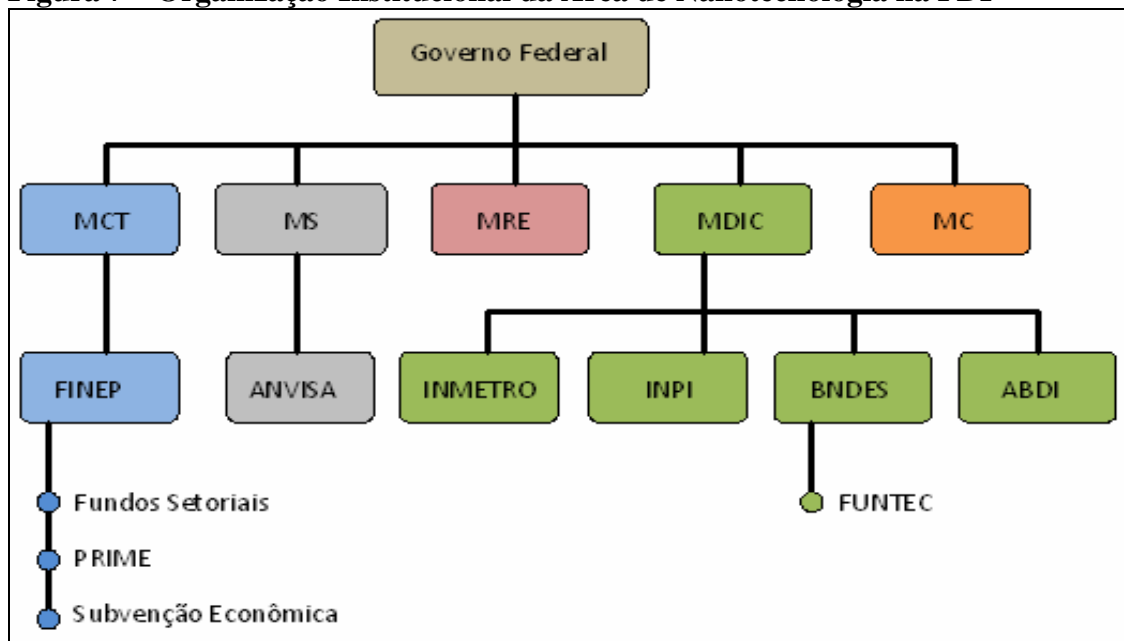 Governo Federal
MCT
MS
MRE
MDIC
MC
FINEP
ANVISA
INMETRO
INPI
BNDES
ABDI
Fundos Setoriais
FUNTEC
PRIME
Subvenção Econômica